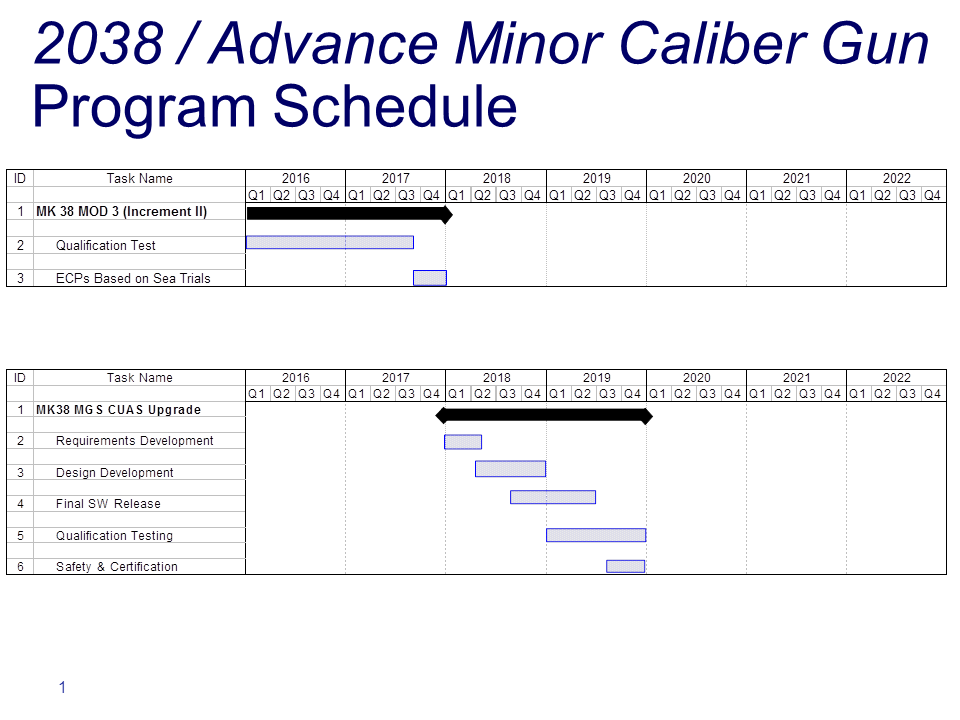 2038 / Advance Minor Caliber Gun
Program Schedule
ID Task Name 2016 2017 2018 2019 2020 2021 2022
Q1 Q2 Q3 Q4 Q1 Q2 Q3 Q4 Q1 Q2 Q3 Q4 Q1 Q2 Q3 Q4 Q1 Q2 Q3 Q4 Q1 Q2 Q3 Q4 Q1 Q2 Q3 Q4
1 MK 38 MOD 3 (Increment II)
2 Qualification Test
3 ECPs Based on Sea Trials
ID Task Name 2016 2017 2018 2019 2020 2021 2022
Q1 Q2 Q3 Q4 Q1 Q2 Q3 Q4 Q1 Q2 Q3 Q4 Q1 Q2 Q3 Q4 Q1 Q2 Q3 Q4 Q1 Q2 Q3 Q4 Q1 Q2 Q3 Q4
1 MK38 MGS CUAS Upgrade
2 Requirements Development
3 Design Development
4 Final SW Release
5 Qualification Testing
6 Safety & Certification
1